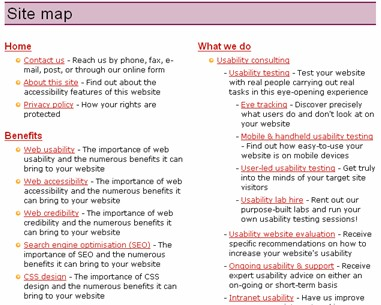 Site map
Home
Contact us - Reach us by phone, fax, e-
mail, post, or through our online form
About this site - Find out about the
accessibility features of this website
Privacy policy - How your rights are
protected
Benefits
Web usability - The importance of web
usability and the numerous benefits it can
bring to your website
Web accessibility - The importance of web
accessibility and the numerous benefits it
can bring to your website
Web credibility - The importance of web
credibility and the numerous benefits it
can bring to your website
Search engine optimisation (SEO) - The
importance of SEO and the numerous
benefits it can bring to your website
CSS design - The importance of CSS
design and the numerous benefits it can
bring to your website
What we do
Usability consulting
- Usability testing - Test your website
with real people carrying out real
tasks in this eye-opening experience
- Eye tracking - Discover precisely
what users do and don't look at on
your website
- Mobile & handheld usability testing
- Find out how easy-to-use your
website is on mobile devices
- User-led usability testing - Get truly
into the minds of your target site
visitors
- Usability lab hire - Rent out our
purpose-built labs and run your
own usability testing sessions!
- Usability website evaluation - Receive
specific recommendations on how to
increase your website's usability
- Ongoing usability & support - Receive
expert usability advice on either an
on-going or short-term basis
- Intranet usability - Have us improve